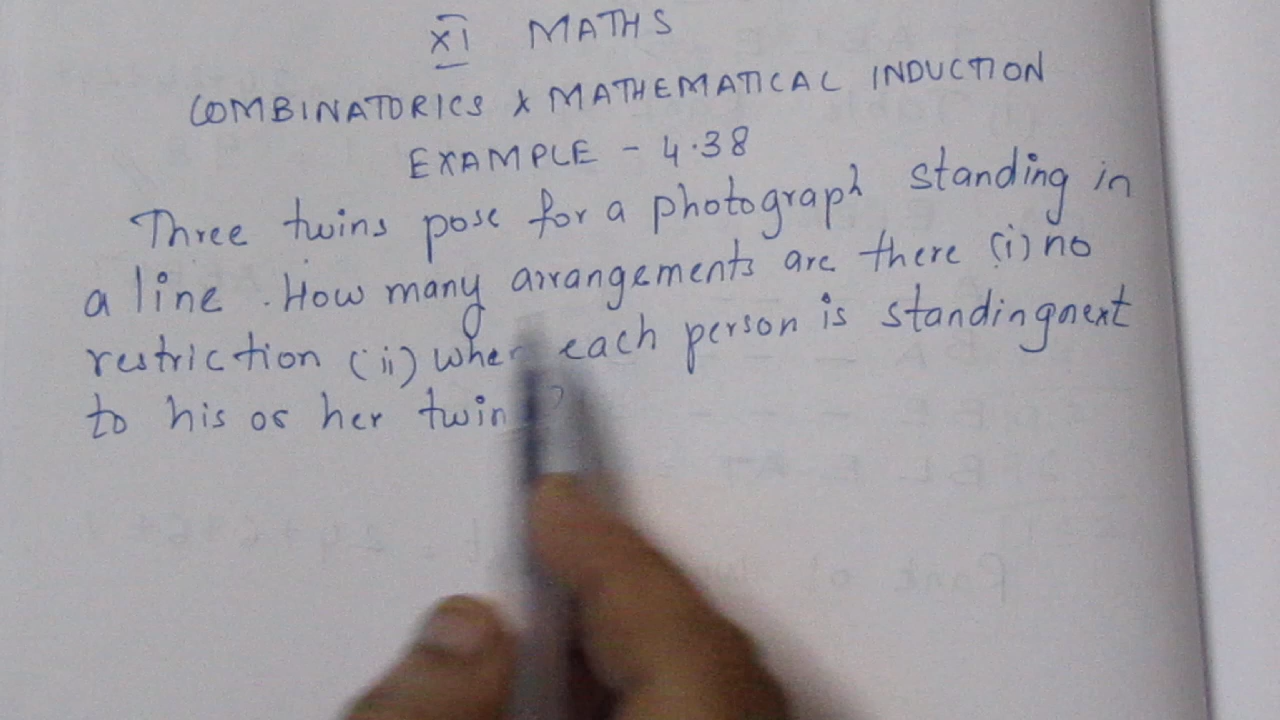 XI MATHS
COMBINATORICS & MATHEMATICAL INDUCTION
EXAMPLE - 4.38
Three twins pose for a photograph standing in
a line. How many arrangements are there (i) no
restriction (ii) when each person is standing next
to his or her twin?